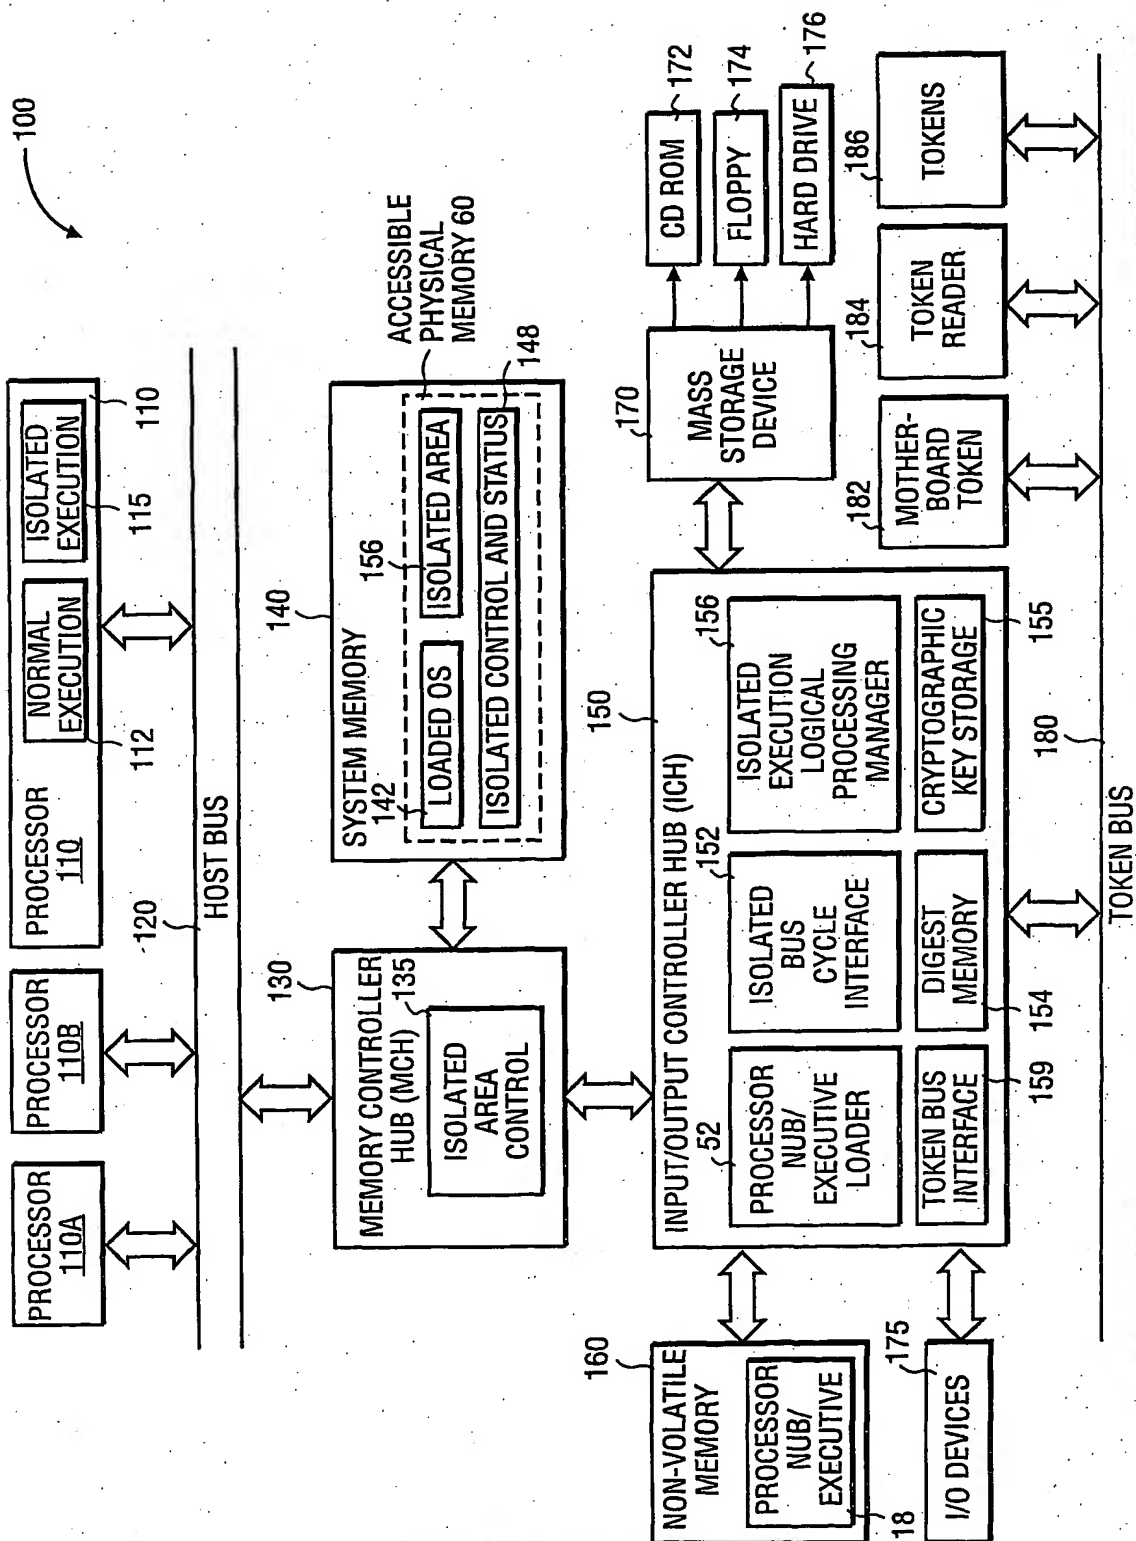 100
PROCESSOR
110A
PROCESSOR
110B
PROCESSOR
110
NORMAL
EXECUTION
ISOLATED
EXECUTION
112
115
110
120
HOST BUS
130
MEMORY CONTROLLER
HUB (MCH)
135
ISOLATED
AREA
CONTROL
140
SYSTEM MEMORY
142
LOADED OS
156
ISOLATED AREA
ISOLATED CONTROL AND STATUS
148
ACCESSIBLE
PHYSICAL
MEMORY 60
150
INPUT/OUTPUT CONTROLLER HUB (ICH)
52
PROCESSOR
NUB/
EXECUTIVE
LOADER
152
ISOLATED
BUS
CYCLE
INTERFACE
156
ISOLATED
EXECUTION
LOGICAL
PROCESSING
MANAGER
TOKEN BUS
INTERFACE
159
DIGEST
MEMORY
154
CRYPTOGRAPHIC
KEY STORAGE
155
160
NON-VOLATILE
MEMORY
PROCESSOR
NUB/
EXECUTIVE
18
175
I/O DEVICES
170
MASS
STORAGE
DEVICE
CD ROM
172
FLOPPY
174
HARD DRIVE
176
182
MOTHER-
BOARD
TOKEN
184
TOKEN
READER
186
TOKENS
180
TOKEN BUS